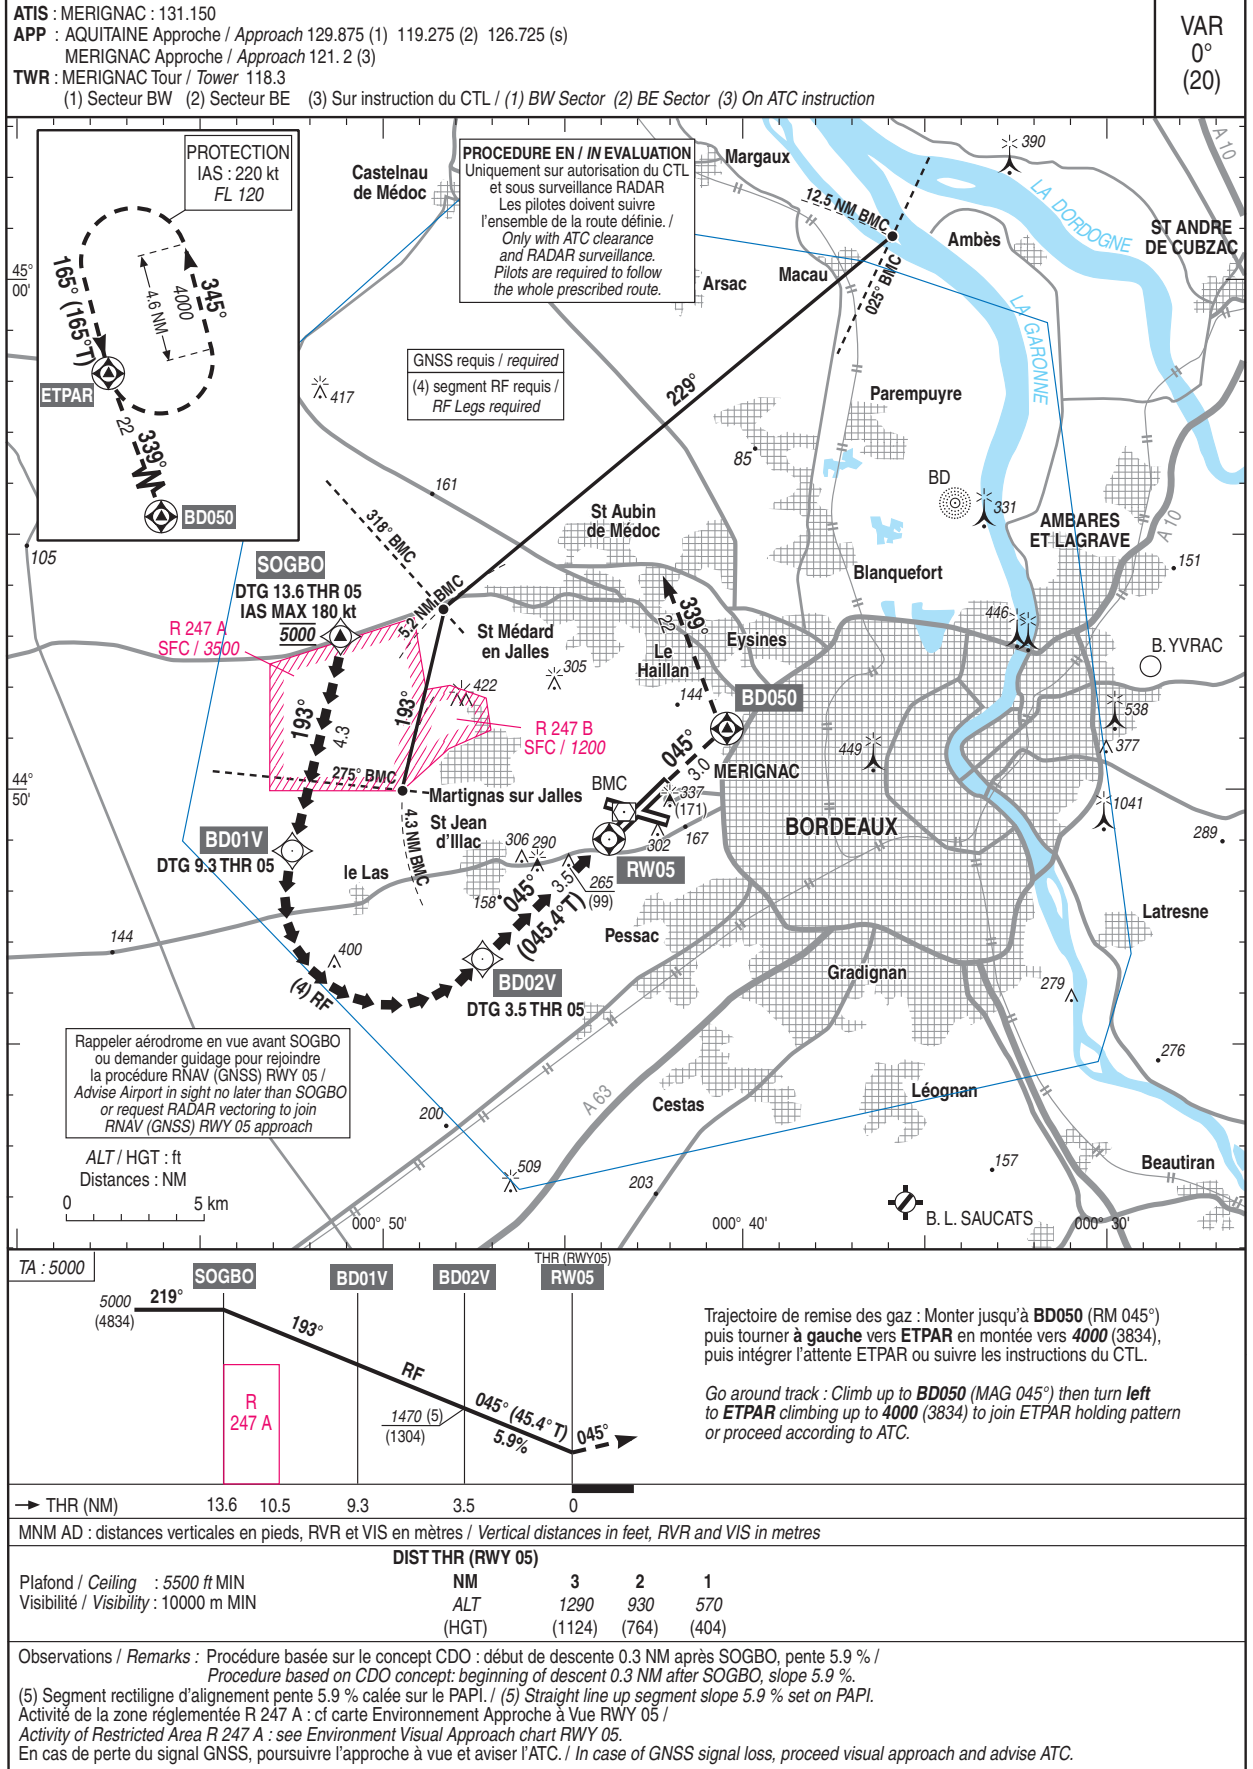 ATIS : MERIGNAC : 131.150
APP : AQUITAINE Approche / Approach 129.875 (1) 119.275 (2) 126.725 (s)
MERIGNAC Approche / Approach 121. 2 (3)
TWR : MERIGNAC Tour / Tower 118.3
(1) Secteur BW (2) Secteur BE (3) Sur instruction du CTL / (1) BW Sector (2) BE Sector (3) On ATC instruction
VAR
0°
(20)
PROTECTION
IAS : 220 kt
FL 120
165° (165°T)
4.6 NM
4000
345°
ETPAR
22
339°
BD050
Castelnau
de Médoc
PROCEDURE EN / IN EVALUATION
Uniquement sur autorisation du CTL
et sous surveillance RADAR
Les pilotes doivent suivre
l'ensemble de la route définie. /
Only with ATC clearance
and RADAR surveillance.
Pilots are required to follow
the whole prescribed route.
Margaux
12.5 NM BMC
390
A 10
LA DORDOGNE
ST ANDRE
DE CUBZAC
Ambès
Macau
Arsac
025° BMC
LA GARONNE
45°
00'
GNSS requis / required
(4) segment RF requis /
RF Legs required
417
229°
Parempuyre
85
161
BD
331
St Aubin
de Médoc
AMBARES
ET LAGRAVE
A 10
151
318° BMC
105
SOGBO
DTG 13.6 THR 05
IAS MAX 180 kt
5000
5.2 NM BMC
Blanquefort
R 247 A
SFC / 3500
St Médard
en Jalles
339°
22
Eysines
446
B. YVRAC
Le
Haillan
305
422
144
BD050
193°
4.3
193°
R 247 B
SFC / 1200
538
377
449
045°
3.0
MERIGNAC
44°
50'
275° BMC
BMC
337
(171)
Martignas sur Jalles
1041
289
BORDEAUX
St Jean
d'Illac
4.3 NM BMC
306
290
302
167
BD01V
DTG 9.3 THR 05
RW05
le Las
265
(99)
158
045°
(045.4°T)
3.5
Latresne
144
Pessac
400
Gradignan
BD02V
DTG 3.5 THR 05
279
(4) RF
Rappeler aérodrome en vue avant SOGBO
ou demander guidage pour rejoindre
la procédure RNAV (GNSS) RWY 05 /
Advise Airport in sight no later than SOGBO
or request RADAR vectoring to join
RNAV (GNSS) RWY 05 approach
276
A 63
Cestas
Léognan
200
ALT / HGT : ft
Distances : NM
0
5 km
509
203
157
Beautiran
B. L. SAUCATS
000° 50'
000° 40'
000° 30'
TA : 5000
THR (RWY05)
SOGBO
BD01V
BD02V
RW05
5000
(4834)
219°
193°
RF
R
247 A
1470 (5)
(1304)
045° (45.4°T)
5.9%
045°
Trajectoire de remise des gaz : Monter jusqu'à BD050 (RM 045°)
puis tourner à gauche vers ETPAR en montée vers 4000 (3834),
puis intégrer l'attente ETPAR ou suivre les instructions du CTL.
Go around track : Climb up to BD050 (MAG 045°) then turn left
to ETPAR climbing up to 4000 (3834) to join ETPAR holding pattern
or proceed according to ATC.
THR (NM) 13.6 10.5 9.3 3.5 0
MNM AD : distances verticales en pieds, RVR et VIS en mètres / Vertical distances in feet, RVR and VIS in metres
DIST THR (RWY 05)
Plafond / Ceiling : 5500 ft MIN
Visibilité / Visibility : 10000 m MIN
NM 3 2 1
ALT 1290 930 570
(HGT) (1124) (764) (404)
Observations / Remarks : Procédure basée sur le concept CDO : début de descente 0.3 NM après SOGBO, pente 5.9 % /
Procedure based on CDO concept: beginning of descent 0.3 NM after SOGBO, slope 5.9 %.
(5) Segment rectiligne d'alignement pente 5.9 % calée sur le PAPI. / (5) Straight line up segment slope 5.9 % set on PAPI.
Activité de la zone réglementée R 247 A : cf carte Environnement Approche à Vue RWY 05 /
Activity of Restricted Area R 247 A : see Environment Visual Approach chart RWY 05.
En cas de perte du signal GNSS, poursuivre l'approche à vue et aviser l'ATC. / In case of GNSS signal loss, proceed visual approach and advise ATC.